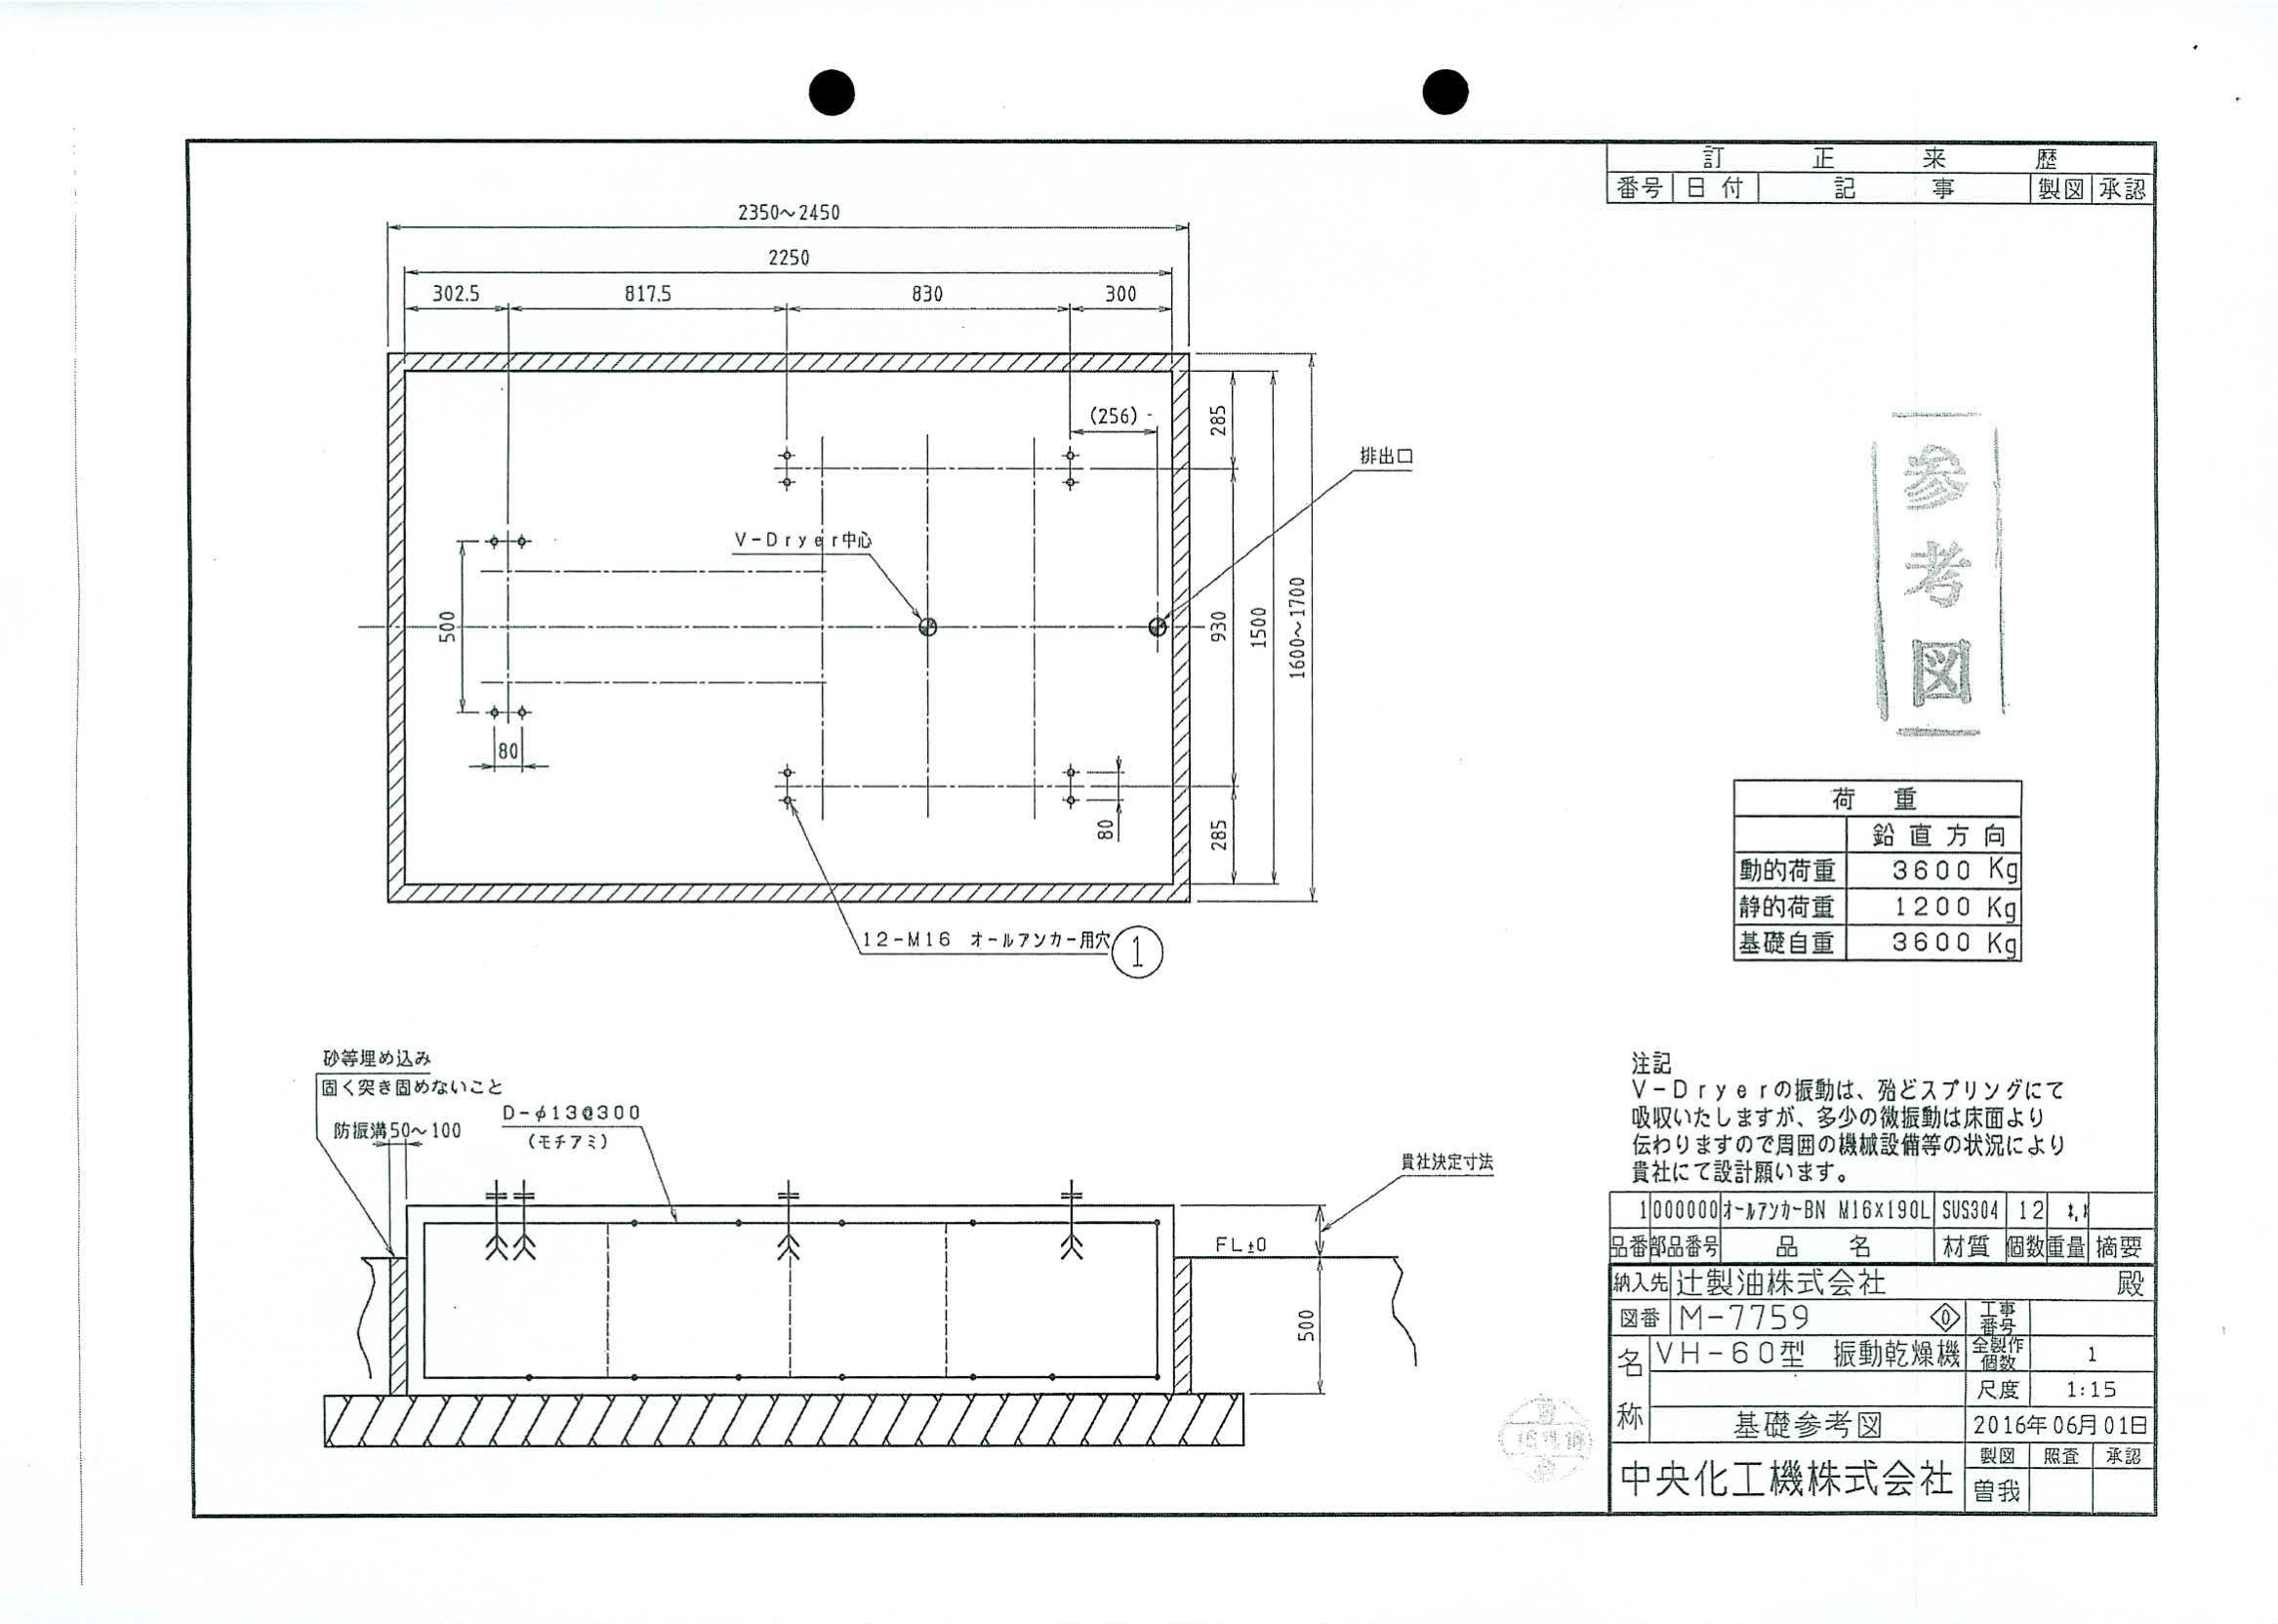 訂正来歴
番号 日付 記事 製図 承認
2350～2450
2250
302.5 817.5 830 300
(256)
285
排出口
V-Dryer中心
500
930
1500
1600～1700
80
80
285
12-M16 オールアンカー用穴 1
参考図
荷重
鉛直方向
動的荷重 3600 Kg
静的荷重 1200 Kg
基礎自重 3600 Kg
砂等埋め込み
固く突き固めないこと
防振溝50～100
D-φ13@300
(モチアミ)
貴社決定寸法
FL±0
500
注記
V-Dryerの振動は、殆どスプリングにて
吸収いたしますが、多少の微振動は床面より
伝わりますので周囲の機械設備等の状況により
貴社にて設計願います。
1 000000 オールアンカーBN M16×190L SUS304 12
品番 部品番号 品名 材質 個数 重量 摘要
納入先 辻製油株式会社 殿
図番 M-7759 0 工事番号
名称 VH-60型 振動乾燥機 全製作個数 1
尺度 1:15
基礎参考図 2016年06月01日
中央化工機株式会社 製図 照査 承認
曽我